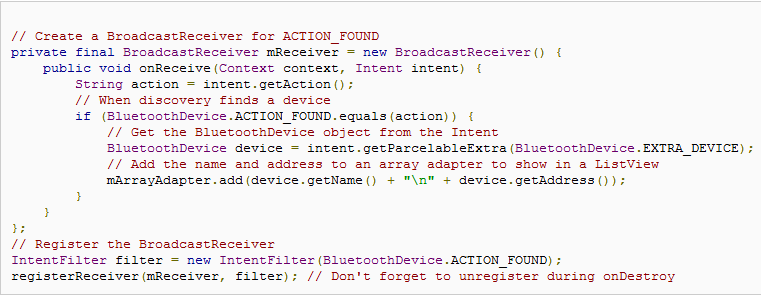 // Create a BroadcastReceiver for ACTION_FOUND
private final BroadcastReceiver mReceiver = new BroadcastReceiver() {
    public void onReceive(Context context, Intent intent) {
        String action = intent.getAction();
        // When discovery finds a device
        if (BluetoothDevice.ACTION_FOUND.equals(action)) {
            // Get the BluetoothDevice object from the Intent
            BluetoothDevice device = intent.getParcelableExtra(BluetoothDevice.EXTRA_DEVICE);
            // Add the name and address to an array adapter to show in a ListView
            mArrayAdapter.add(device.getName() + "\n" + device.getAddress());
        }
    }
};
// Register the BroadcastReceiver
IntentFilter filter = new IntentFilter(BluetoothDevice.ACTION_FOUND);
registerReceiver(mReceiver, filter); // Don't forget to unregister during onDestroy